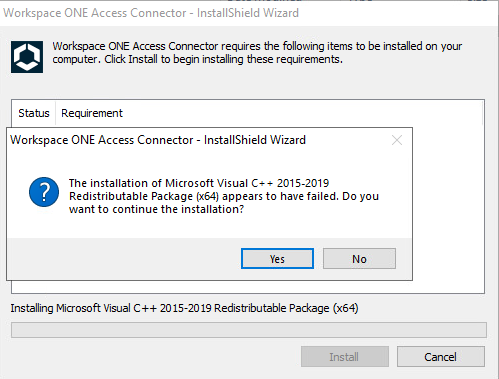 Workspace ONE Access Connector - InstallShield Wizard
Workspace ONE Access Connector requires the following items to be installed on your
computer. Click Install to begin installing these requirements.
Status Requirement
Workspace ONE Access Connector - InstallShield Wizard
The installation of Microsoft Visual C++ 2015-2019
Redistributable Package (x64) appears to have failed. Do you
want to continue the installation?
Yes No
Installing Microsoft Visual C++ 2015-2019 Redistributable Package (x64)
Install Cancel